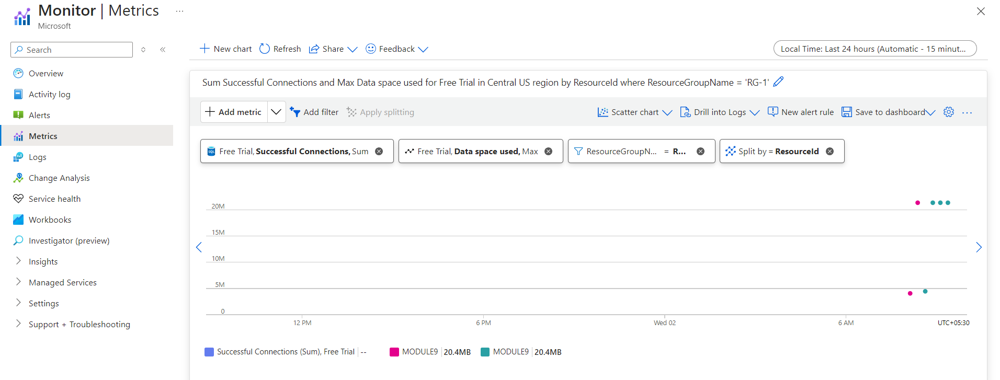 Monitor | Metrics ...
Microsoft
Search
Overview
Activity log
Alerts
Metrics
Logs
Change Analysis
Service health
Workbooks
Investigator (preview)
Insights
Managed Services
Settings
Support + Troubleshooting
New chart Refresh Share Feedback
Local Time: Last 24 hours (Automatic - 15 minut...
Sum Successful Connections and Max Data space used for Free Trial in Central US region by ResourceId where ResourceGroupName = 'RG-1'
Add metric Add filter Apply splitting Scatter chart Drill into Logs New alert rule Save to dashboard ...
SQL Free Trial, Successful Connections, Sum
Free Trial, Data space used, Max
ResourceGroupN... = R...
Split by = ResourceId
20M
15M
10M
5M
0
12 PM 6 PM Wed 02 6 AM UTC+05:30
Successful Connections (Sum), Free Trial -- MODULE9 20.4MB MODULE9 20.4MB